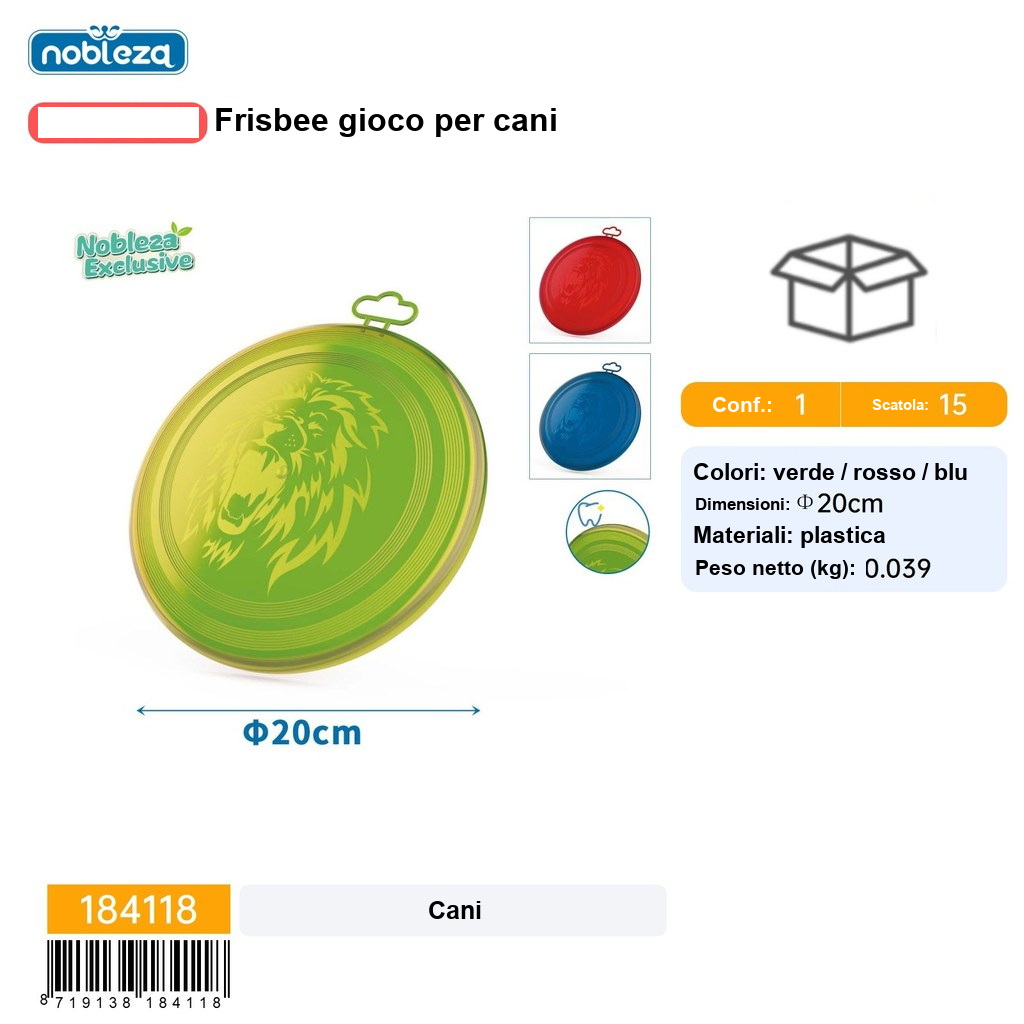 nobleza
Frisbee gioco per cani
Nobleza
Exclusive
Conf.: 1
Scatola: 15
Colori: verde / rosso / blu
Dimensioni: Φ 20cm
Materiali: plastica
Peso netto (kg): 0.039
Φ20cm
184118
Cani
8 719138 184118